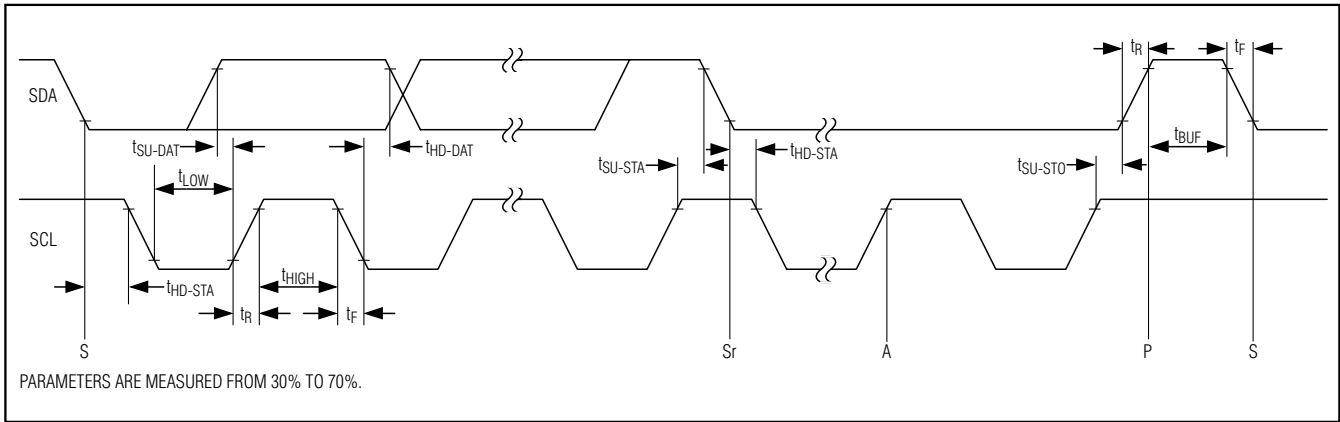 tR
tF
SDA
tSU-DAT
tHD-DAT
tSU-STA
tHD-STA
tSU-STO
tBUF
tLOW
SCL
tHD-STA
tR
tHIGH
tF
S
Sr
A
P
S
PARAMETERS ARE MEASURED FROM 30% TO 70%.